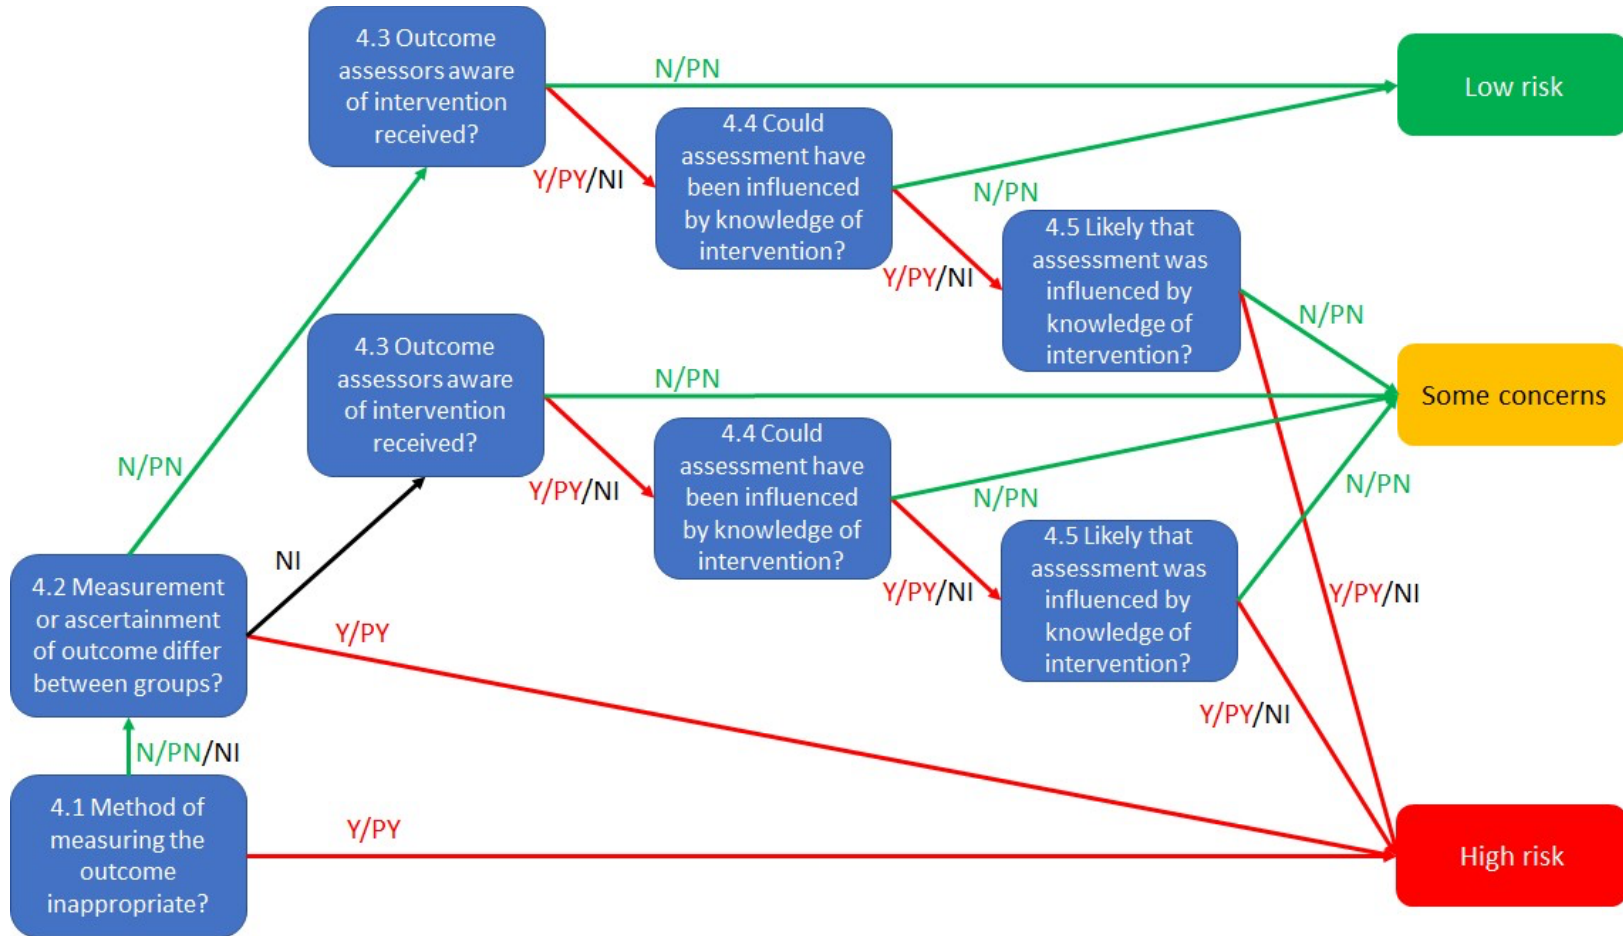 4.3 Outcome
assessors aware
of intervention
received?
N/PN
Low risk
Y/PY/NI
4.4 Could
assessment have
been influenced
by knowledge of
intervention?
N/PN
Y/PY/NI
4.5 Likely that
assessment was
influenced by
knowledge of
intervention?
N/PN
Some concerns
Y/PY/NI
4.3 Outcome
assessors aware
of intervention
received?
N/PN
Y/PY/NI
4.4 Could
assessment have
been influenced
by knowledge of
intervention?
N/PN
Y/PY/NI
4.5 Likely that
assessment was
influenced by
knowledge of
intervention?
N/PN
Y/PY/NI
N/PN
NI
4.2 Measurement
or ascertainment
of outcome differ
between groups?
Y/PY
N/PN/NI
4.1 Method of
measuring the
outcome
inappropriate?
Y/PY
High risk